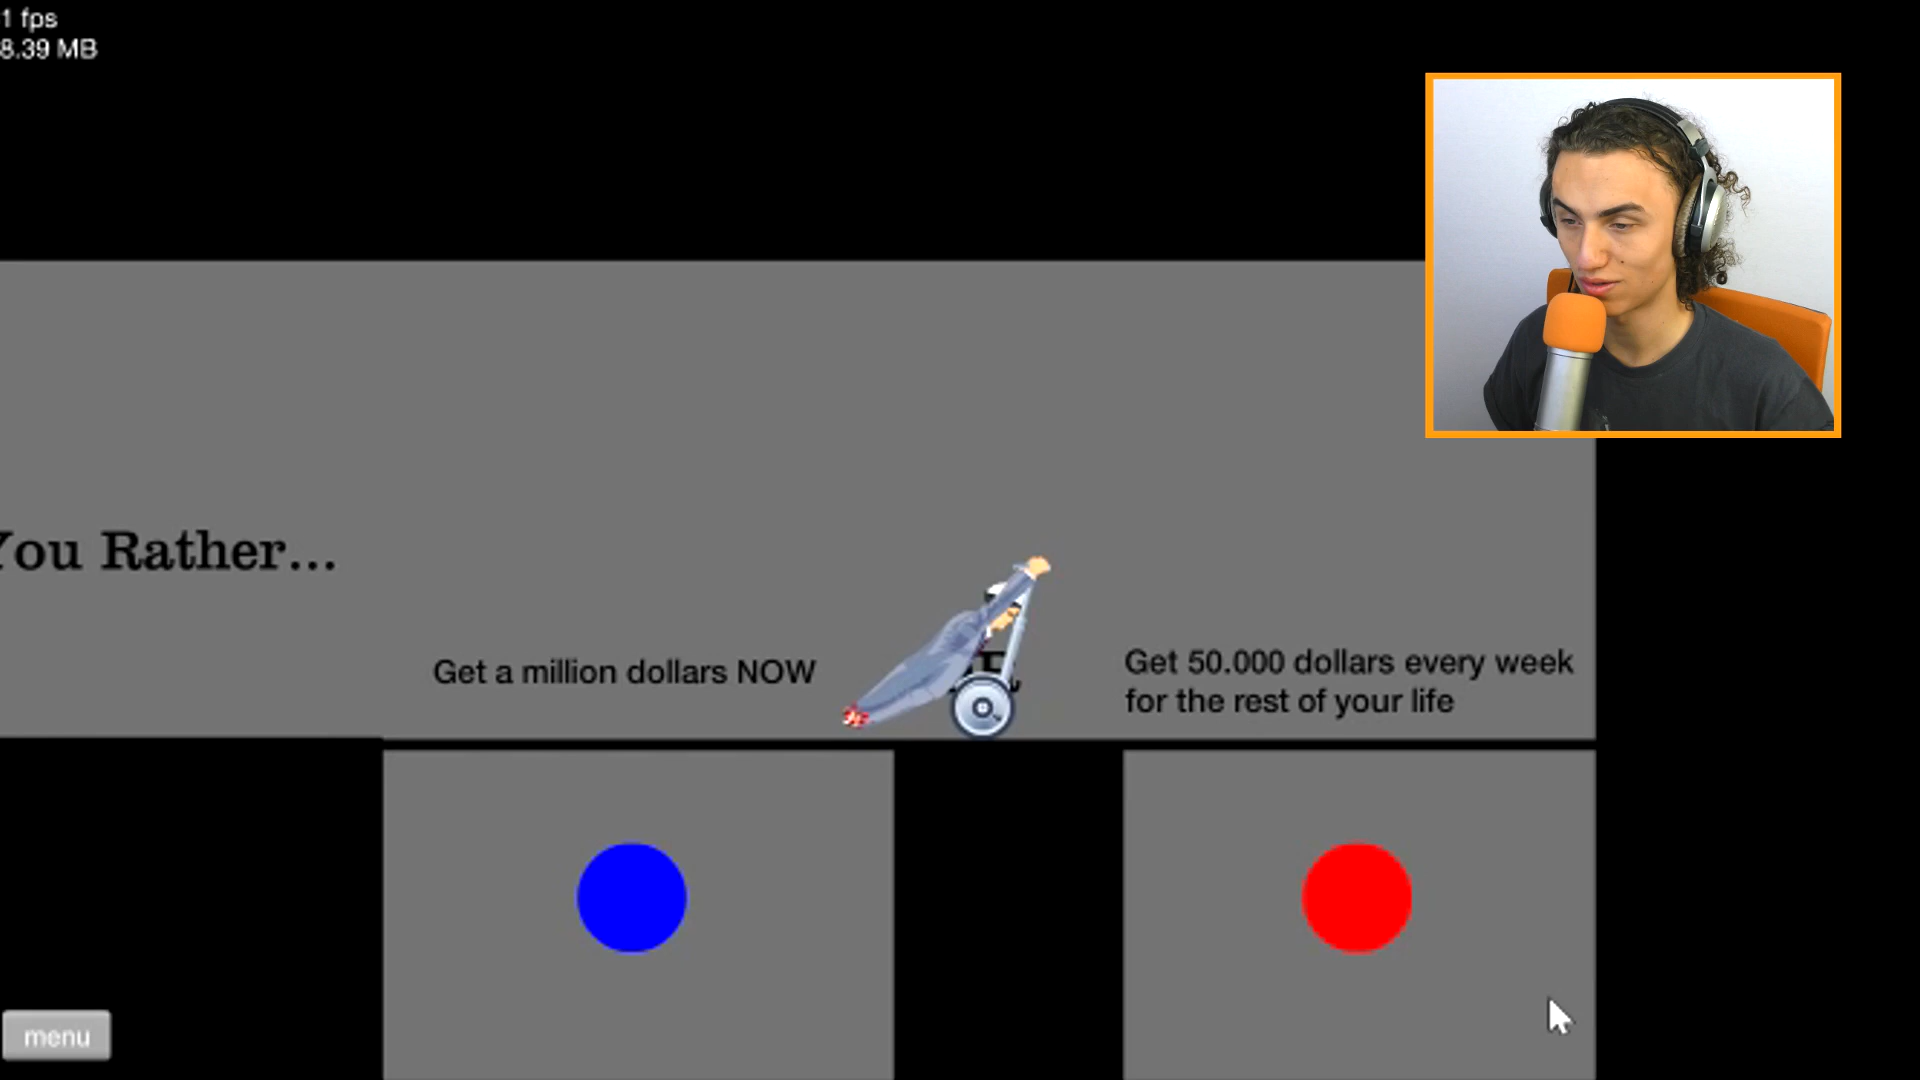 1 fps
8.39 MB
You Rather...
Get a million dollars NOW
Get 50.000 dollars every week
for the rest of your life
menu